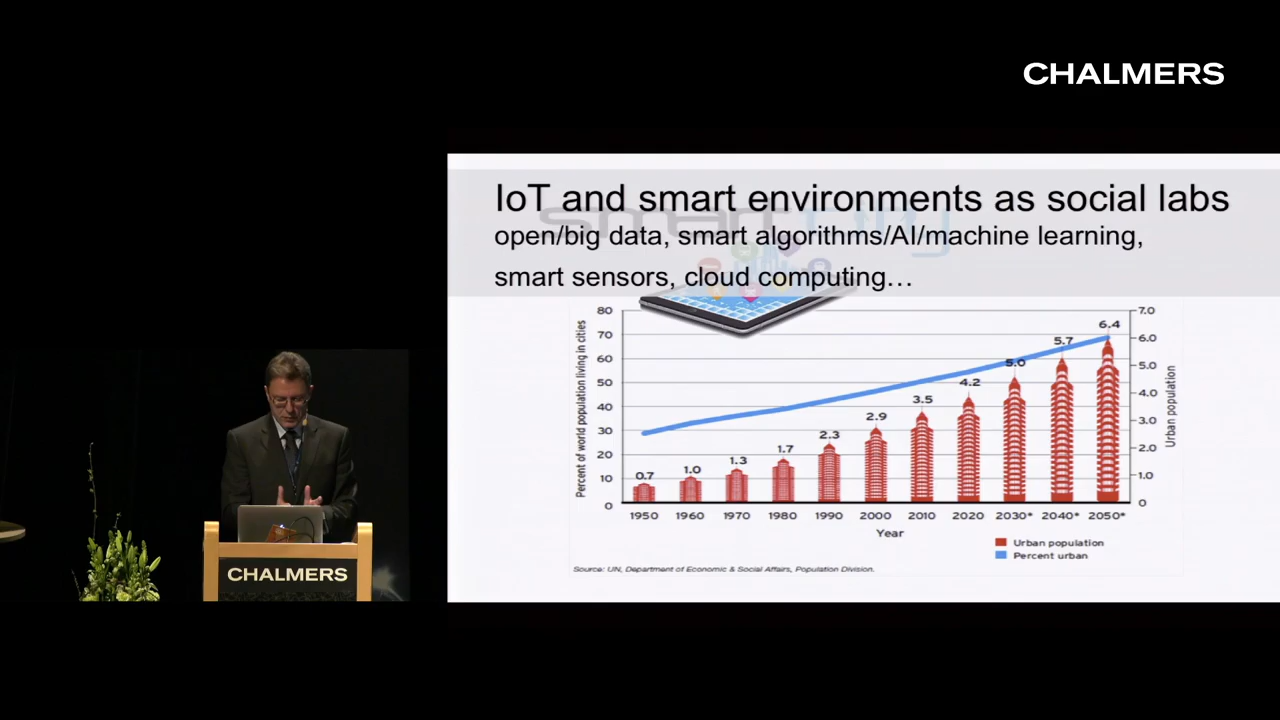 CHALMERS
IoT and smart environments as social labs
smart city
open/big data, smart algorithms/AI/machine learning,
smart sensors, cloud computing…
Percent of world population living in cities
80
70
60
50
40
30
20
10
0
0.7
1.0
1.3
1.7
2.3
2.9
3.5
4.2
5.0
5.7
6.4
7.0
6.0
5.0
4.0
3.0
2.0
1.0
0
Urban population
1950 1960 1970 1980 1990 2000 2010 2020 2030* 2040* 2050*
Year
Urban population
Percent urban
Source: UN, Department of Economic & Social Affairs, Population Division.
CHALMERS